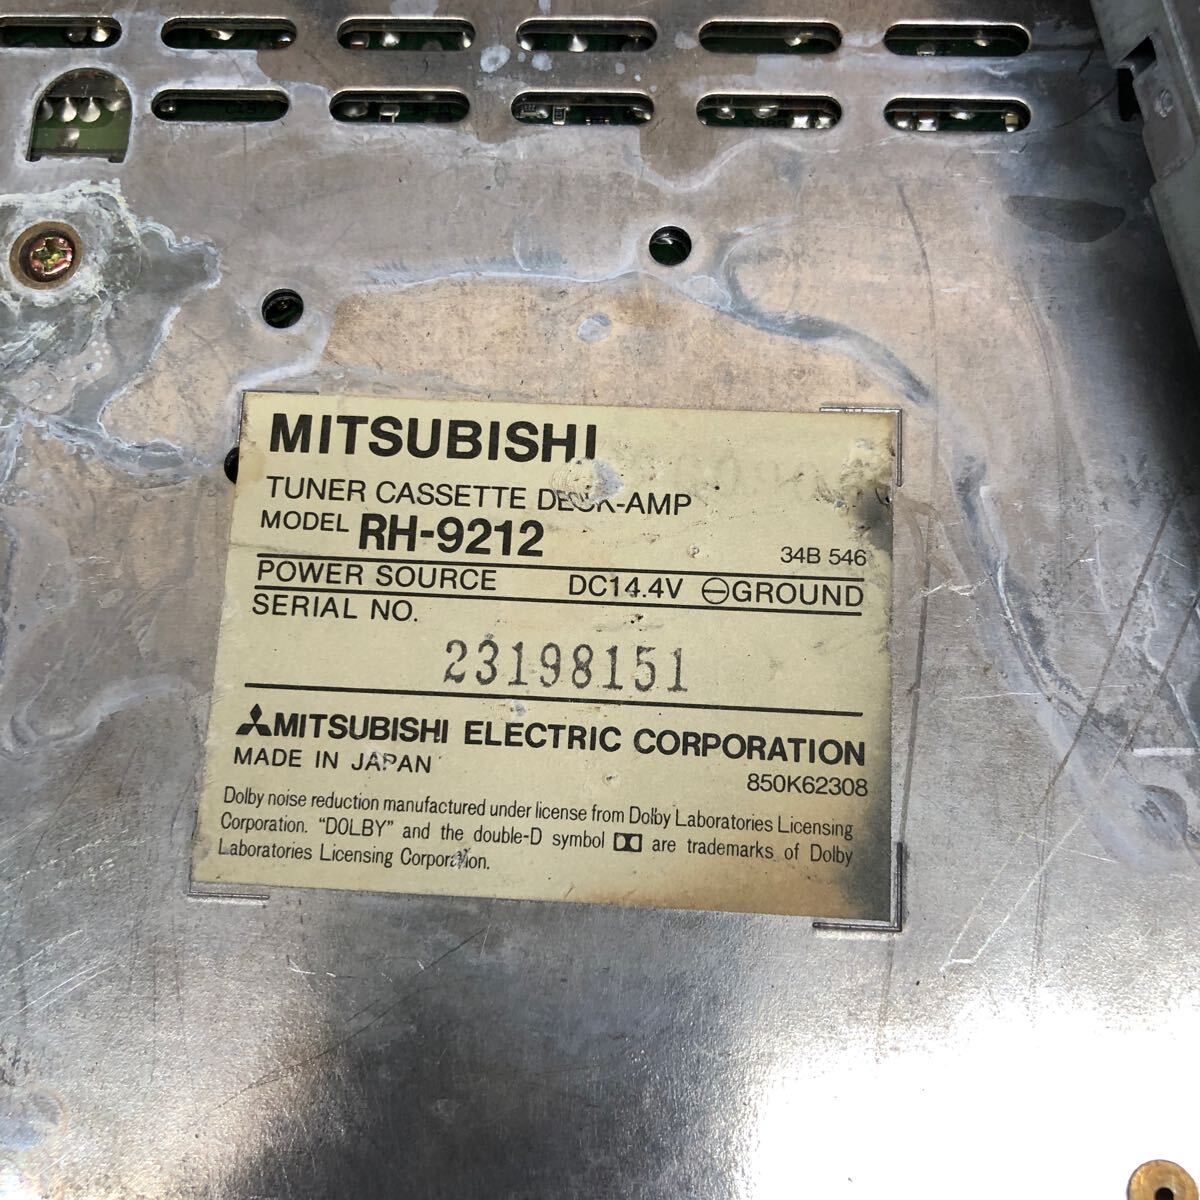 MITSUBISHI
TUNER CASSETTE DECK-AMP
MODEL RH-9212 34B 546
POWER SOURCE DC14.4V ⊖GROUND
SERIAL NO.
23198151
MITSUBISHI ELECTRIC CORPORATION
MADE IN JAPAN 850K62308
Dolby noise reduction manufactured under license from Dolby Laboratories Licensing
Corporation. "DOLBY" and the double-D symbol are trademarks of Dolby
Laboratories Licensing Corporation.